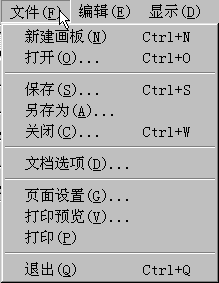 文件(F) 编辑(E) 显示(D)
新建画板(N) Ctrl+N
打开(O)... Ctrl+O
保存(S)... Ctrl+S
另存为(A)...
关闭(C)... Ctrl+W
文档选项(D)...
页面设置(G)...
打印预览(V)...
打印(P)
退出(Q) Ctrl+Q